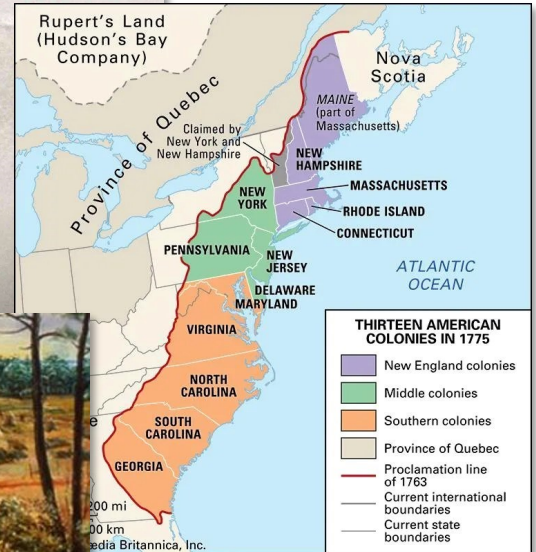 Rupert's Land
(Hudson's Bay
Company)
Nova
Scotia
Province of Quebec
MAINE
(part of
Massachusetts)
Claimed by
New York and
New Hampshire
NEW
HAMPSHIRE
MASSACHUSETTS
NEW
YORK
RHODE ISLAND
CONNECTICUT
PENNSYLVANIA
NEW
JERSEY
ATLANTIC
OCEAN
DELAWARE
MARYLAND
VIRGINIA
NORTH
CAROLINA
SOUTH
CAROLINA
GEORGIA
THIRTEEN AMERICAN
COLONIES IN 1775
New England colonies
Middle colonies
Southern colonies
Province of Quebec
Proclamation line
of 1763
Current international
boundaries
Current state
boundaries
200 mi
00 km
edia Britannica, Inc.